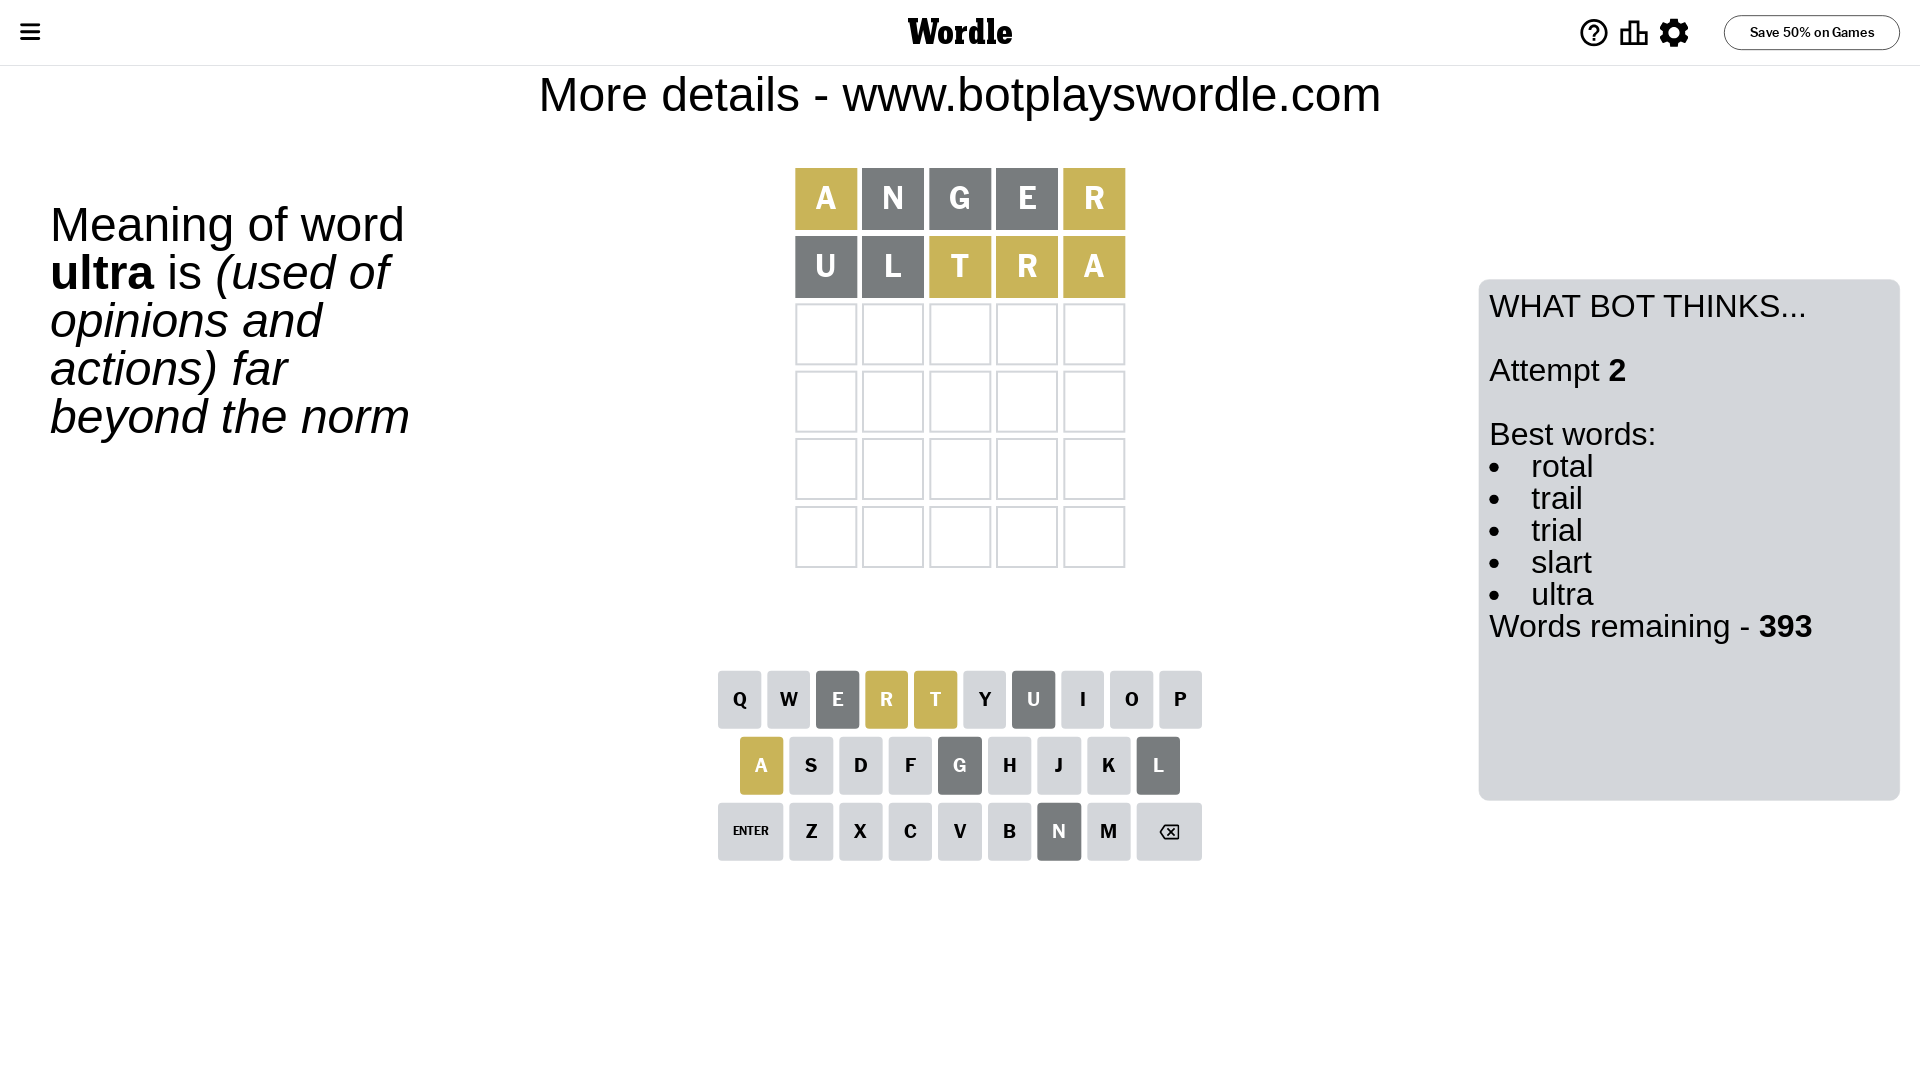 Wordle
Save 50% on Games
More details - www.botplayswordle.com
Meaning of word
ultra is (used of
opinions and
actions) far
beyond the norm
A N G E R
U L T R A
WHAT BOT THINKS...
Attempt 2
Best words:
• rotal
• trail
• trial
• slart
• ultra
Words remaining - 393
Q W E R T Y U I O P
A S D F G H J K L
ENTER Z X C V B N M